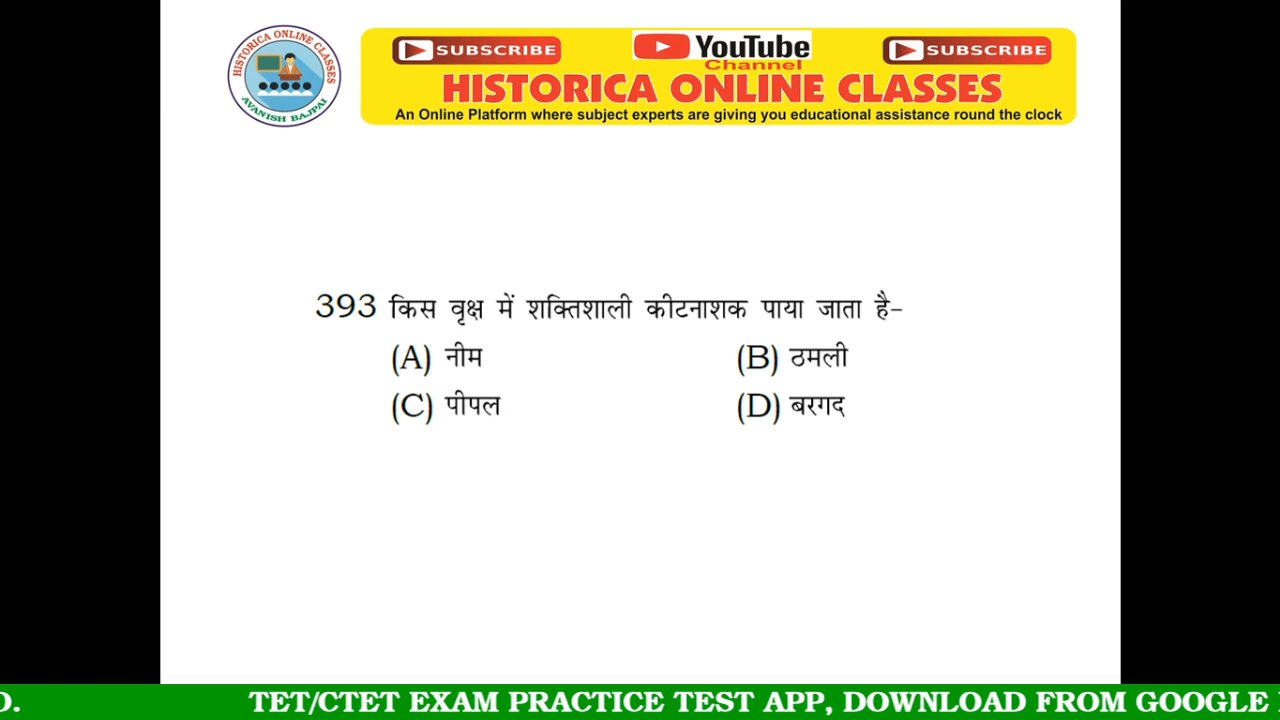 HISTORICA ONLINE CLASSES
AVANISH BAJPAI
SUBSCRIBE
YouTube
SUBSCRIBE
Channel
HISTORICA ONLINE CLASSES
An Online Platform where subject experts are giving you educational assistance round the clock
393 किस वृक्ष में शक्तिशाली कीटनाशक पाया जाता है-
(A) नीम (B) ठमली
(C) पीपल (D) बरगद
D. TET/CTET EXAM PRACTICE TEST APP, DOWNLOAD FROM GOOGLE